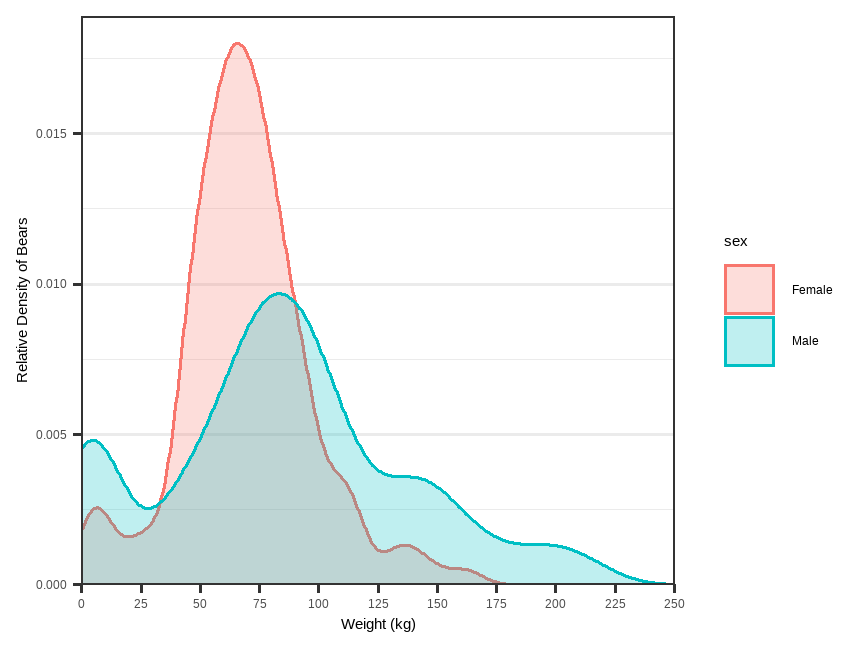 Relative Density of Bears
0.015
0.010
0.005
0.000
0 25 50 75 100 125 150 175 200 225 250
Weight (kg)
sex
Female
Male